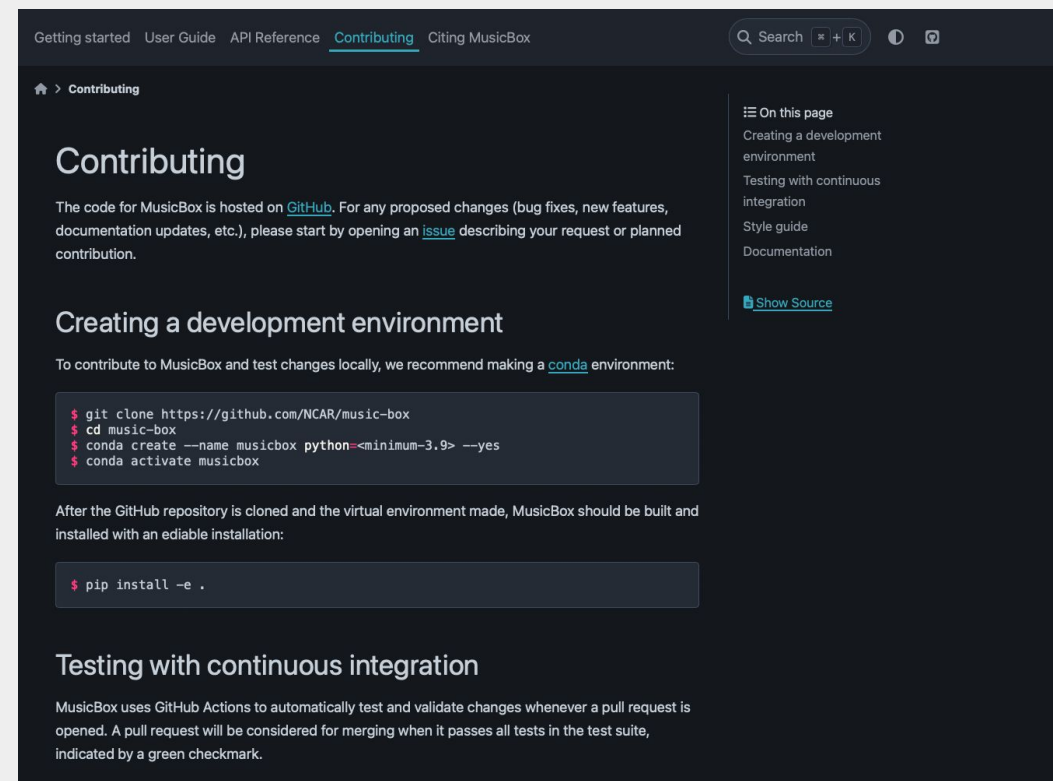 Getting started User Guide API Reference Contributing Citing MusicBox
Search ⌘ + K
> Contributing
Contributing
The code for MusicBox is hosted on GitHub. For any proposed changes (bug fixes, new features,
documentation updates, etc.), please start by opening an issue describing your request or planned
contribution.
Creating a development environment
To contribute to MusicBox and test changes locally, we recommend making a conda environment:
$ git clone https://github.com/NCAR/music-box
$ cd music-box
$ conda create --name musicbox python=<minimum-3.9> --yes
$ conda activate musicbox
After the GitHub repository is cloned and the virtual environment made, MusicBox should be built and
installed with an ediable installation:
$ pip install -e .
Testing with continuous integration
MusicBox uses GitHub Actions to automatically test and validate changes whenever a pull request is
opened. A pull request will be considered for merging when it passes all tests in the test suite,
indicated by a green checkmark.
On this page
Creating a development
environment
Testing with continuous
integration
Style guide
Documentation
Show Source